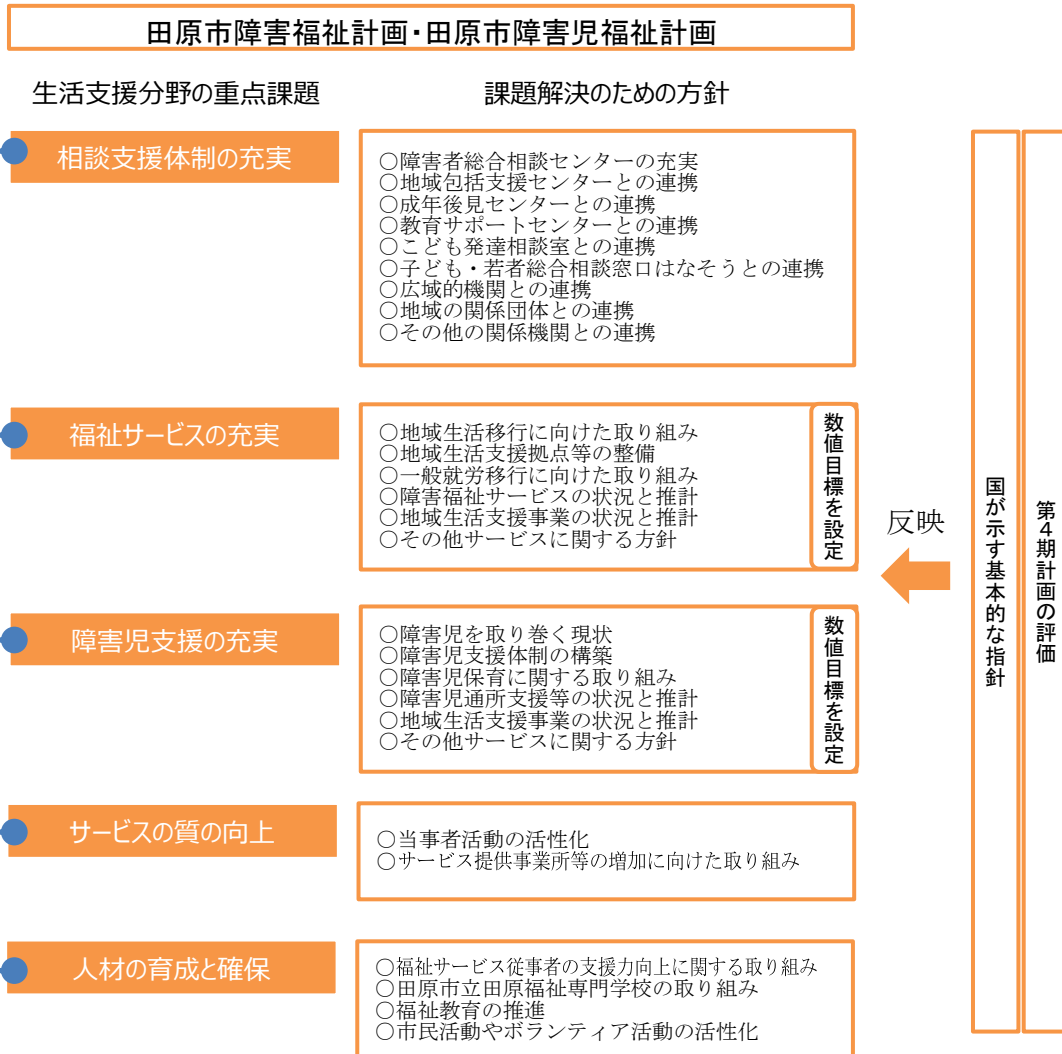 田原市障害福祉計画・田原市障害児福祉計画
生活支援分野の重点課題
課題解決のための方針
相談支援体制の充実
○障害者総合相談センターの充実
○地域包括支援センターとの連携
○成年後見センターとの連携
○教育サポートセンターとの連携
○こども発達相談室との連携
○子ども・若者総合相談窓口はなそうとの連携
○広域的機関との連携
○地域の関係団体との連携
○その他の関係機関との連携
福祉サービスの充実
○地域生活移行に向けた取り組み
○地域生活支援拠点等の整備
○一般就労移行に向けた取り組み
○障害福祉サービスの状況と推計
○地域生活支援事業の状況と推計
○その他サービスに関する方針
数値目標を設定
障害児支援の充実
○障害児を取り巻く現状
○障害児支援体制の構築
○障害児保育に関する取り組み
○障害児通所支援等の状況と推計
○地域生活支援事業の状況と推計
○その他サービスに関する方針
数値目標を設定
サービスの質の向上
○当事者活動の活性化
○サービス提供事業所等の増加に向けた取り組み
人材の育成と確保
○福祉サービス従事者の支援力向上に関する取り組み
○田原市立田原福祉専門学校の取り組み
○福祉教育の推進
○市民活動やボランティア活動の活性化
反映
国が示す基本的な指針
第4期計画の評価